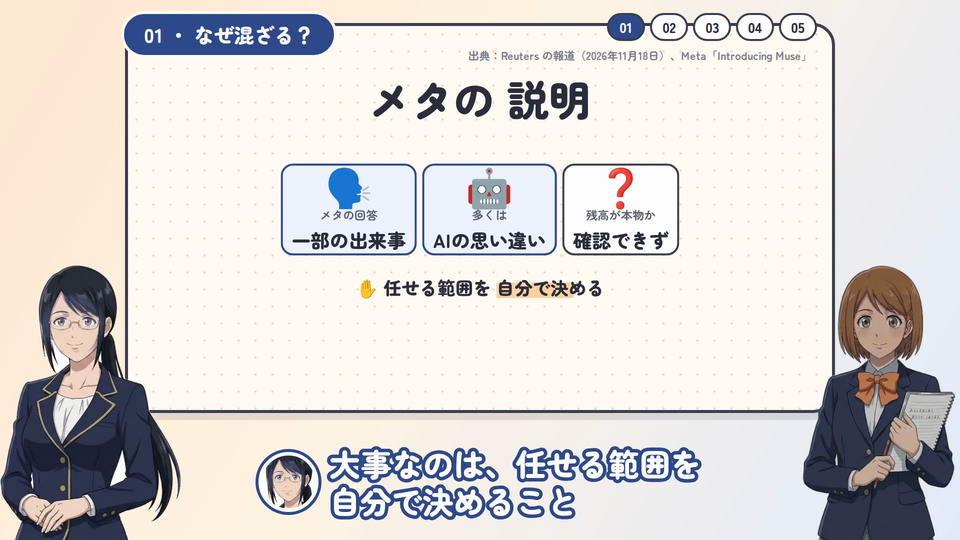 01 ・ なぜ混ざる？
01 02 03 04 05
出典：Reuters の報道（2026年11月18日）、Meta「Introducing Muse」
メタの 説明
メタの回答
一部の出来事
多くは
AIの思い違い
残高が本物か
確認できず
任せる範囲を 自分で決める
大事なのは、任せる範囲を
自分で決めること